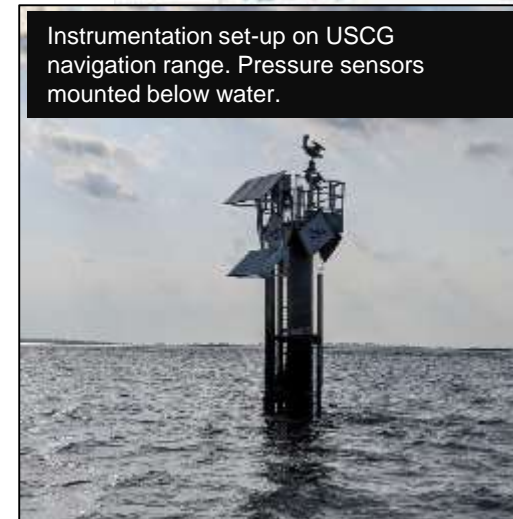 Instrumentation set-up on USCG
navigation range. Pressure sensors
mounted below water.